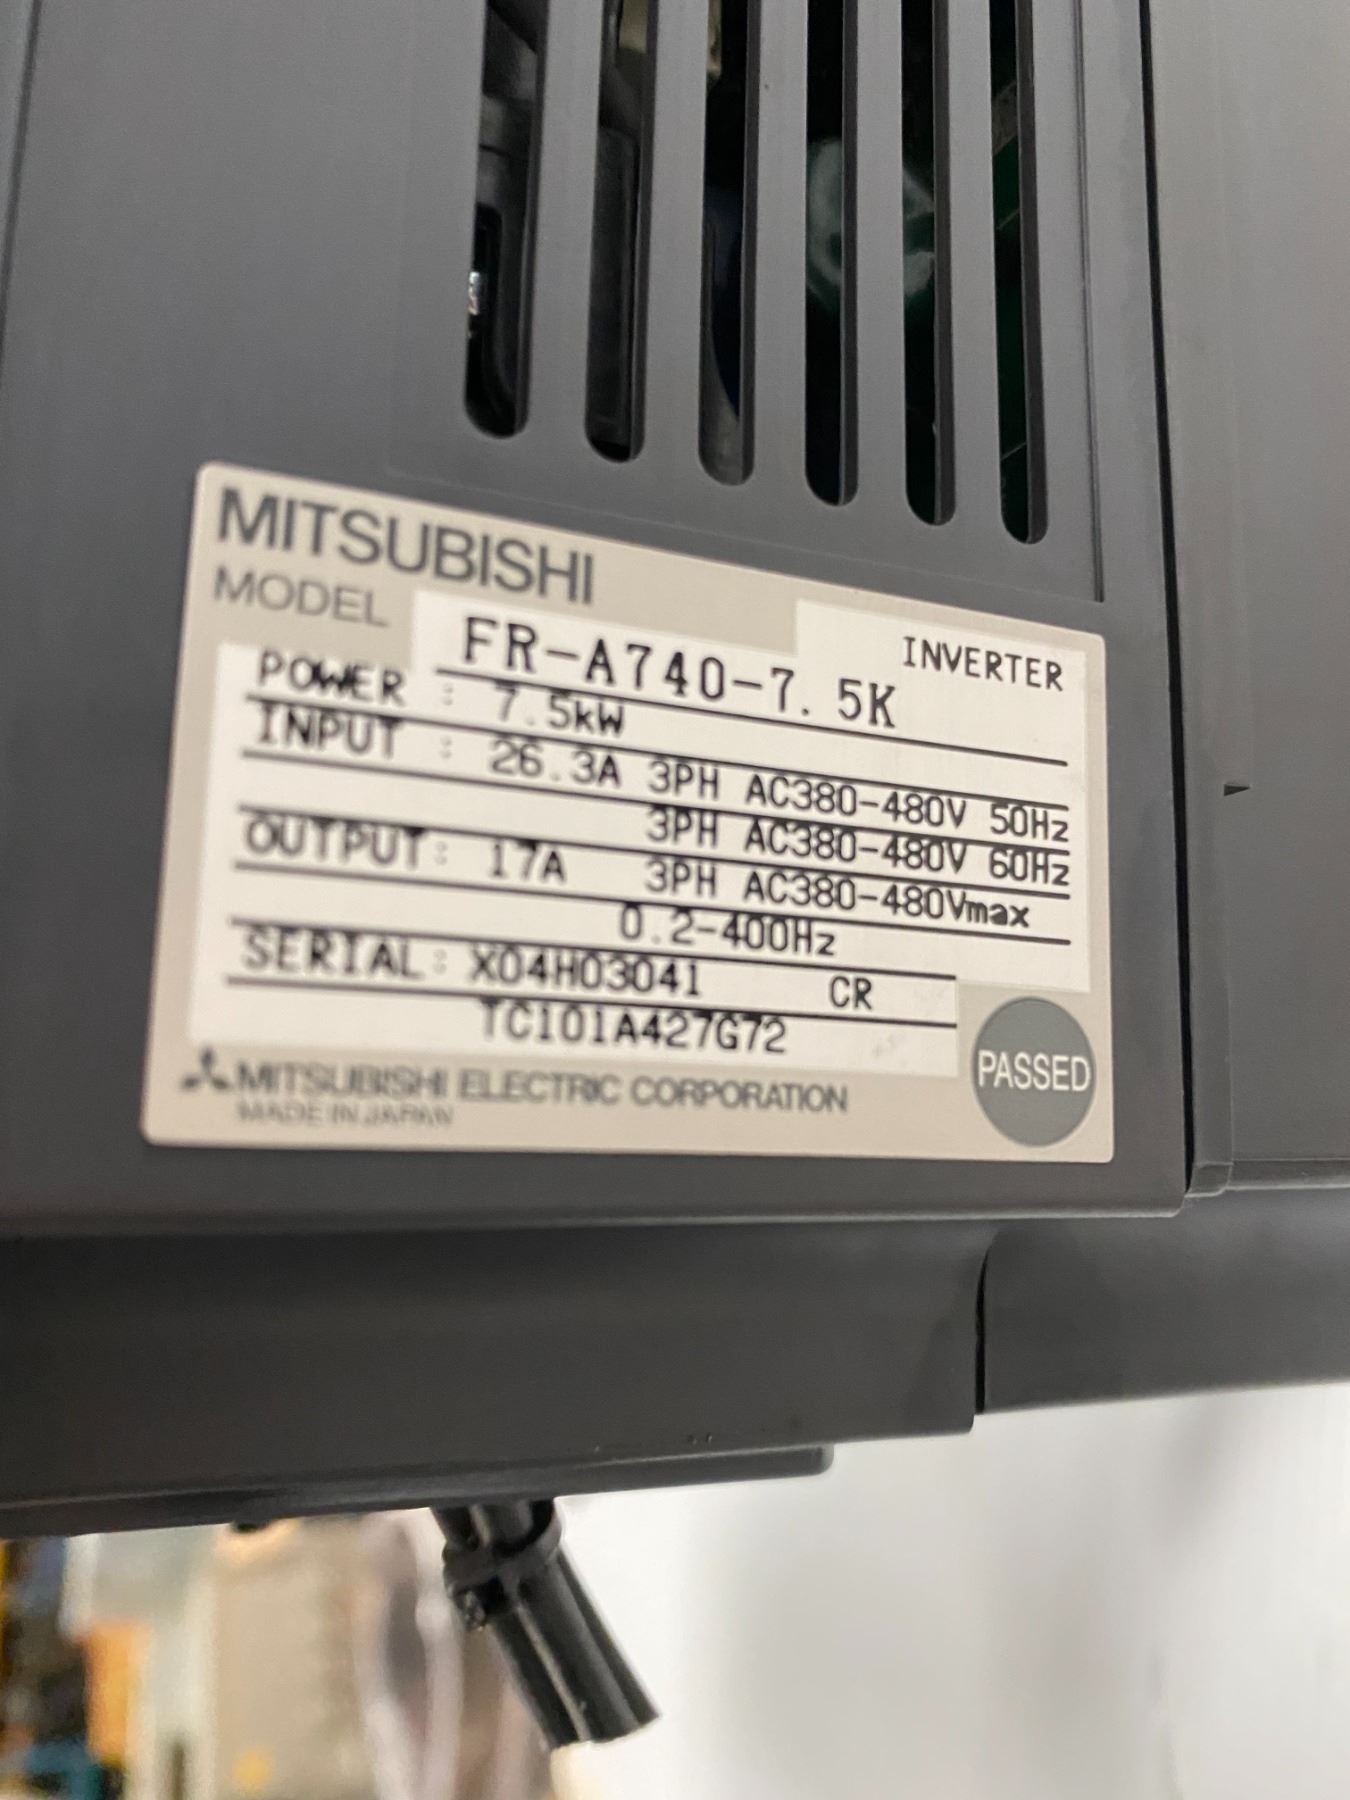 MITSUBISHI
MODEL FR-A740-7.5K INVERTER
POWER : 7.5kW
INPUT : 26.3A 3PH AC380-480V 50Hz
3PH AC380-480V 60Hz
OUTPUT: 17A 3PH AC380-480Vmax
0.2-400Hz
SERIAL: X04H03041 CR
TC101A427G72
PASSED
MITSUBISHI ELECTRIC CORPORATION
MADE IN JAPAN